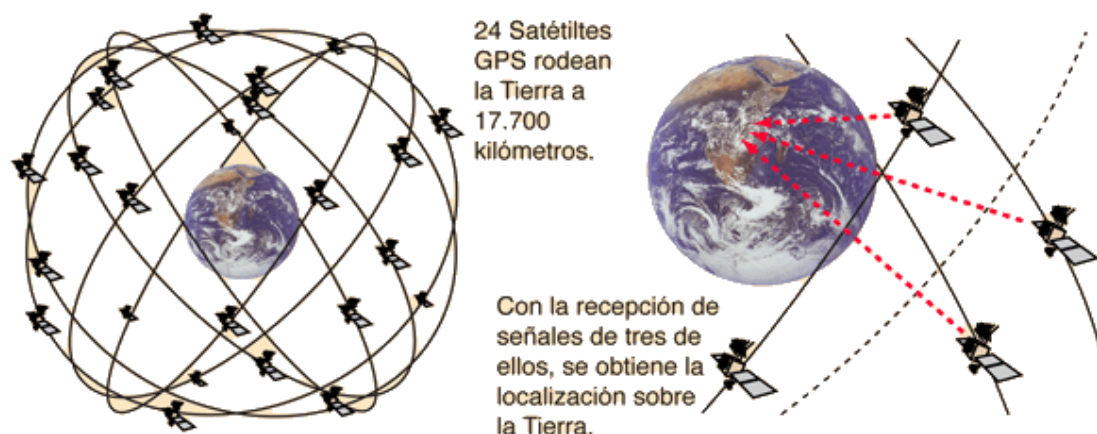 24 Satétiltes
GPS rodean
la Tierra a
17.700
kilómetros.
Con la recepción de
señales de tres de
ellos, se obtiene la
localización sobre
la Tierra.